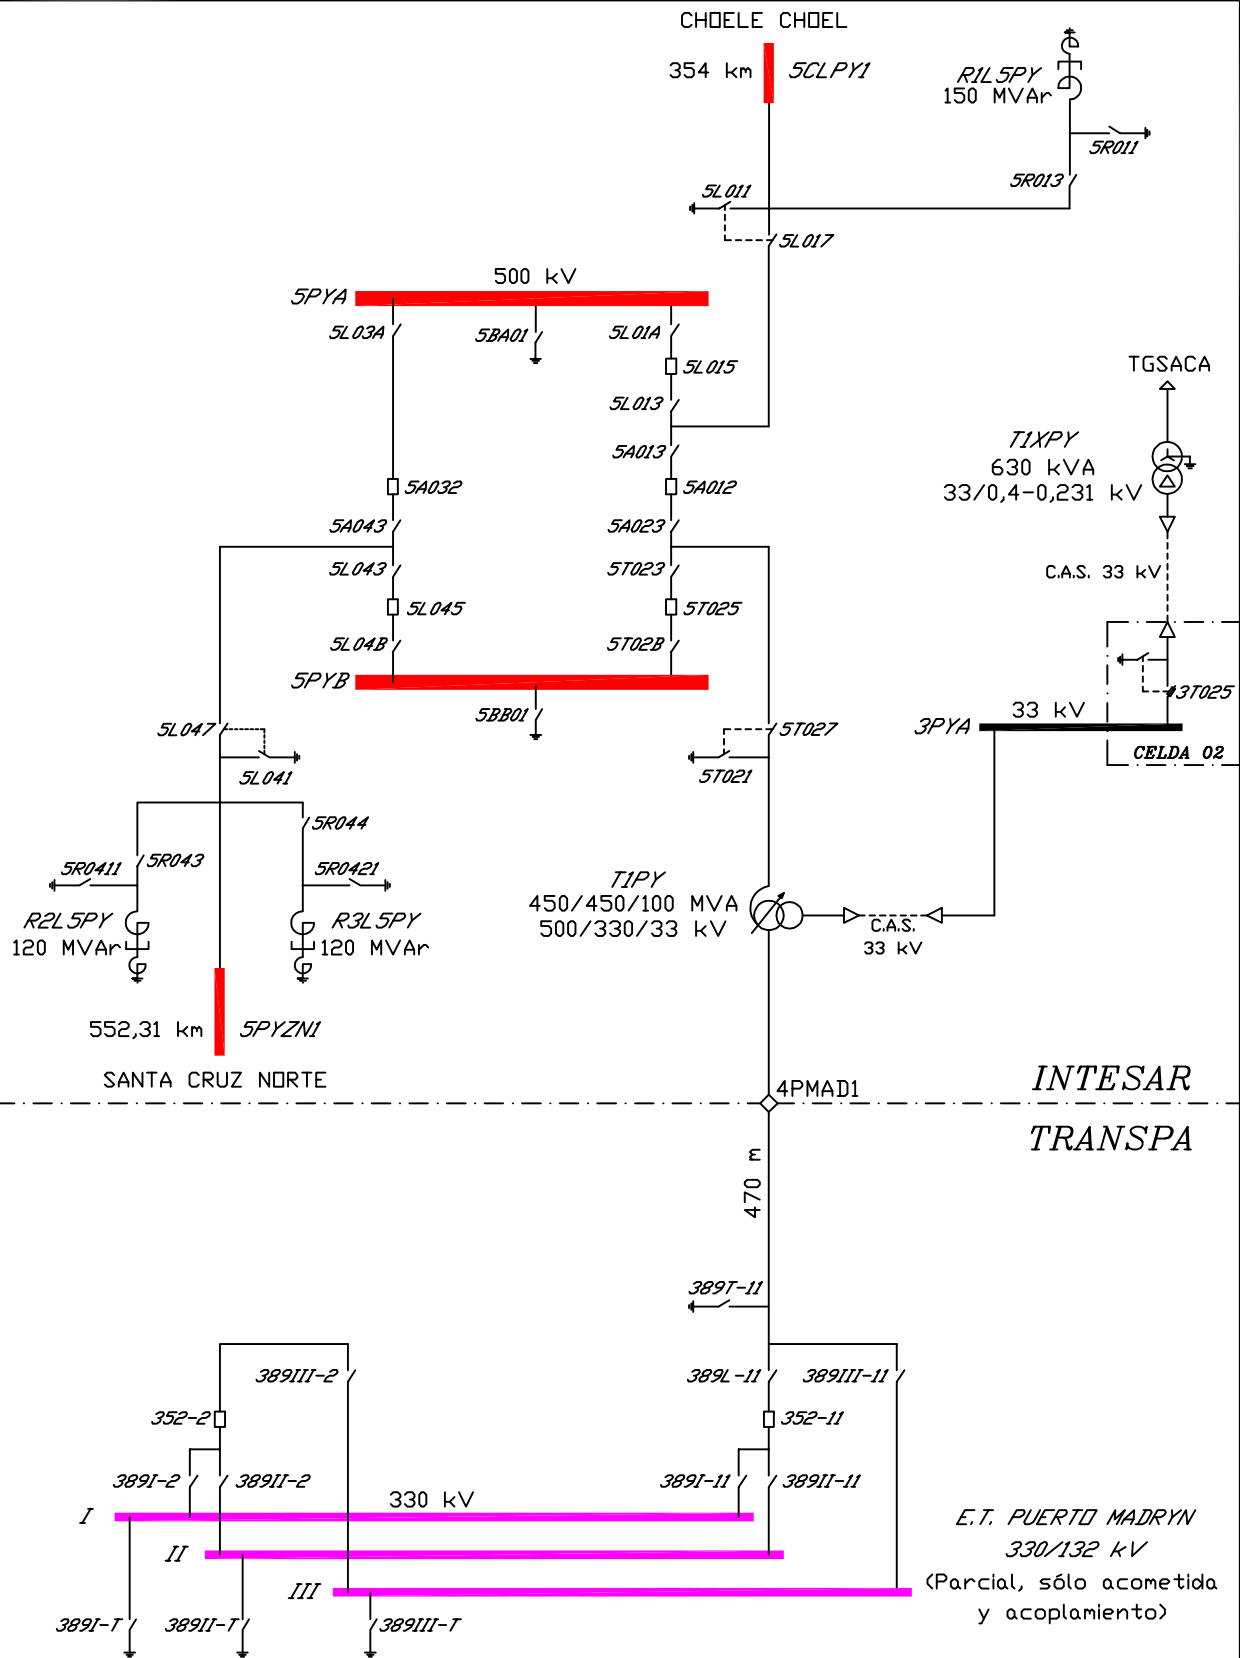 CHOELE CHOEL
354 km
5CLPY1
R1L5PY
150 MVAr
5R011
5R013
5L011
5L017
500 kV
5PYA
5L03A
5BA01
5L01A
5L015
5L013
TGSACA
T1XPY
630 kVA
33/0,4-0,231 kV
5A013
5A032
5A012
5A043
5A023
5L043
5T023
C.A.S. 33 kV
5L045
5T025
5L04B
5T02B
5PYB
5BB01
3T025
33 kV
3PYA
CELDA 02
5L047
5L041
5T027
5T021
5R044
5R0411
5R043
5R0421
R2L5PY
120 MVAr
R3L5PY
120 MVAr
T1PY
450/450/100 MVA
500/330/33 kV
C.A.S.
33 kV
552,31 km
5PYZN1
SANTA CRUZ NORTE
4PMAD1
INTESAR
TRANSPA
470 m
389T-11
389III-2
389L-11
389III-11
352-2
352-11
389I-2
389II-2
389I-11
389II-11
330 kV
I
II
III
389I-T
389II-T
389III-T
E.T. PUERTO MADRYN
330/132 kV
(Parcial, sólo acometida
y acoplamiento)